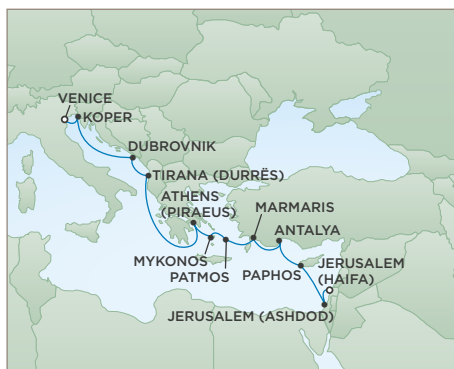 VENICE
KOPER
DUBROVNIK
TIRANA (DURRËS)
ATHENS
(PIRAEUS)
MARMARIS
ANTALYA
MYKONOS
PATMOS
PAPHOS
JERUSALEM
(HAIFA)
JERUSALEM (ASHDOD)